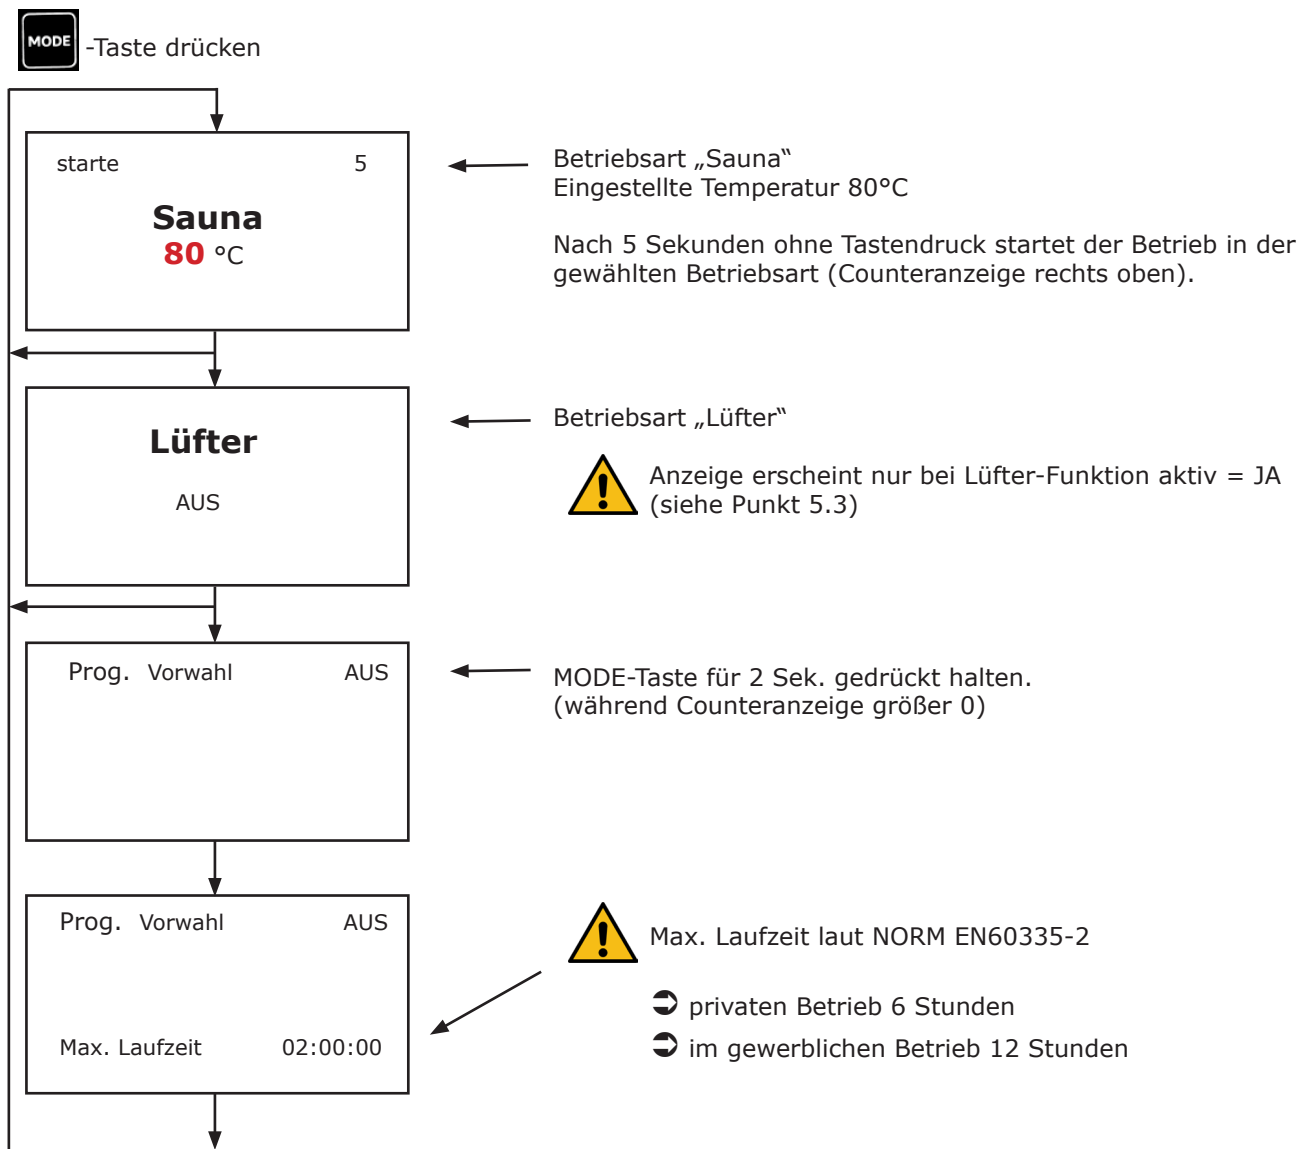 MODE -Taste drücken
starte 5
Sauna
80 °C
Betriebsart „Sauna“
Eingestellte Temperatur 80°C
Nach 5 Sekunden ohne Tastendruck startet der Betrieb in der
gewählten Betriebsart (Counteranzeige rechts oben).
Lüfter
AUS
Betriebsart „Lüfter“
Anzeige erscheint nur bei Lüfter-Funktion aktiv = JA
(siehe Punkt 5.3)
Prog. Vorwahl AUS
MODE-Taste für 2 Sek. gedrückt halten.
(während Counteranzeige größer 0)
Prog. Vorwahl AUS
Max. Laufzeit 02:00:00
Max. Laufzeit laut NORM EN60335-2
➲ privaten Betrieb 6 Stunden
➲ im gewerblichen Betrieb 12 Stunden